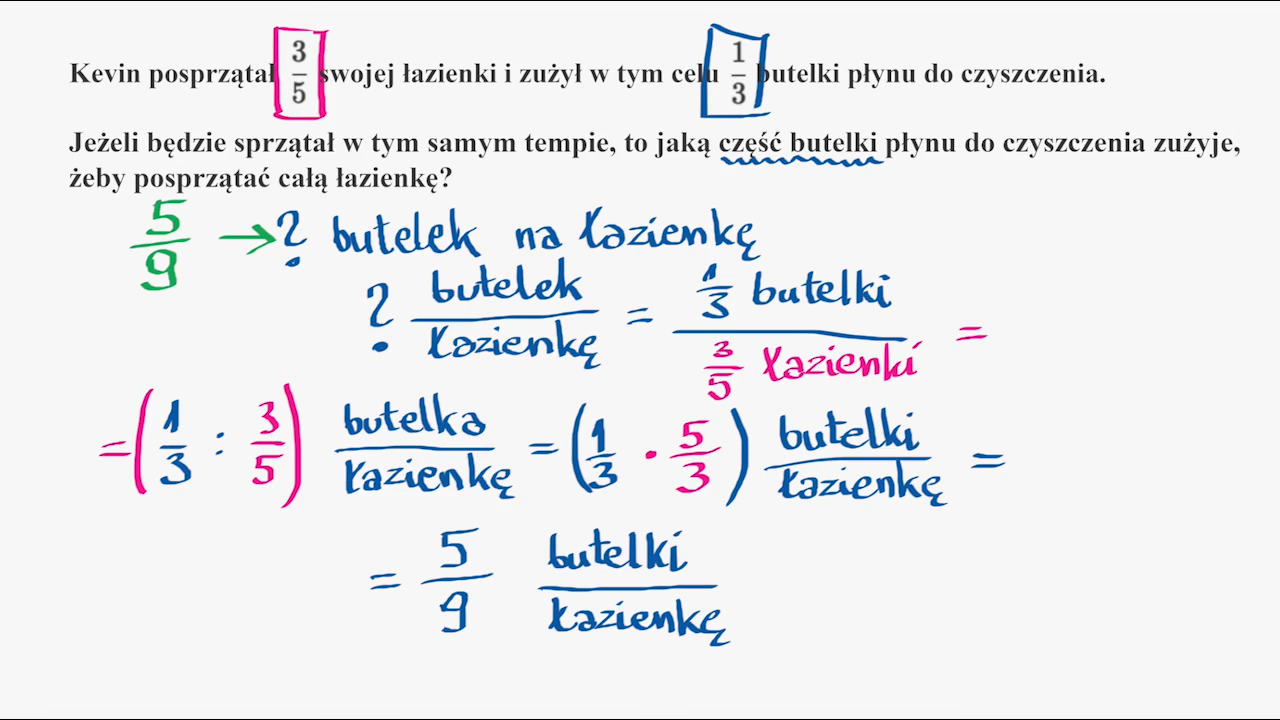 Kevin posprzątał 3/5 swojej łazienki i zużył w tym celu 1/3 butelki płynu do czyszczenia.
Jeżeli będzie sprzątał w tym samym tempie, to jaką część butelki płynu do czyszczenia zużyje,
żeby posprzątać całą łazienkę?
5/9 → ? butelek na łazienkę
? butelek/łazienkę = 1/3 butelki / 3/5 łazienki =
= (1/3 : 3/5) butelka/łazienkę = (1/3 · 5/3) butelki/łazienkę =
= 5/9 butelki/łazienkę